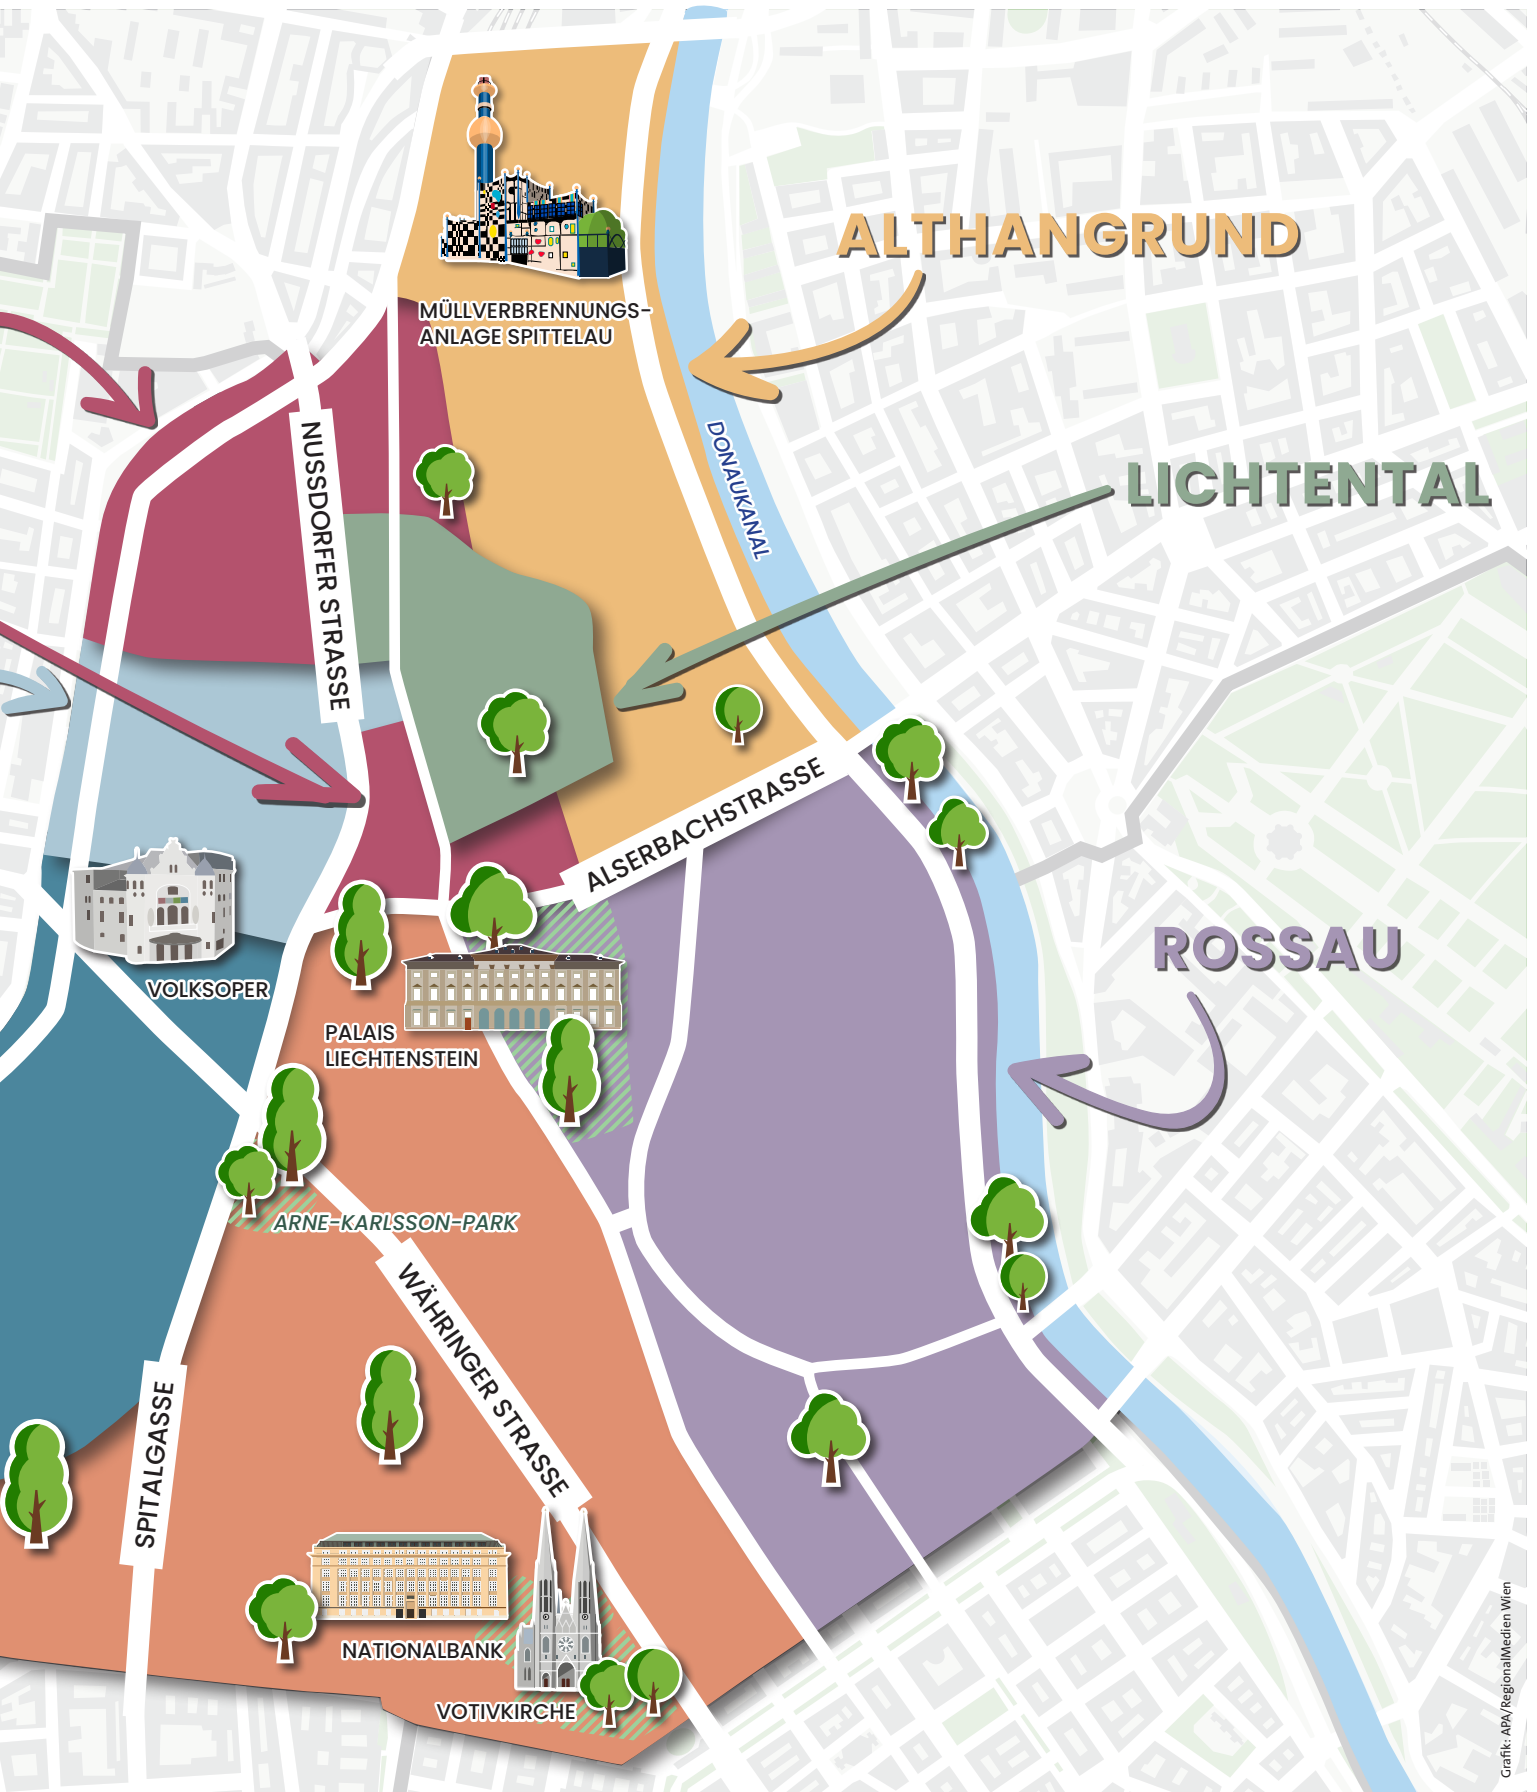 ALTHANGRUND
MÜLLVERBRENNUNGS-
ANLAGE SPITTELAU
DONAUKANAL
LICHTENTAL
NUSSDORFER STRASSE
ALSERBACHSTRASSE
ROSSAU
VOLKSOPER
PALAIS
LIECHTENSTEIN
ARNE-KARLSSON-PARK
WÄHRINGER STRASSE
SPITALGASSE
NATIONALBANK
VOTIVKIRCHE
Grafik: APA/RegionalMedien Wien